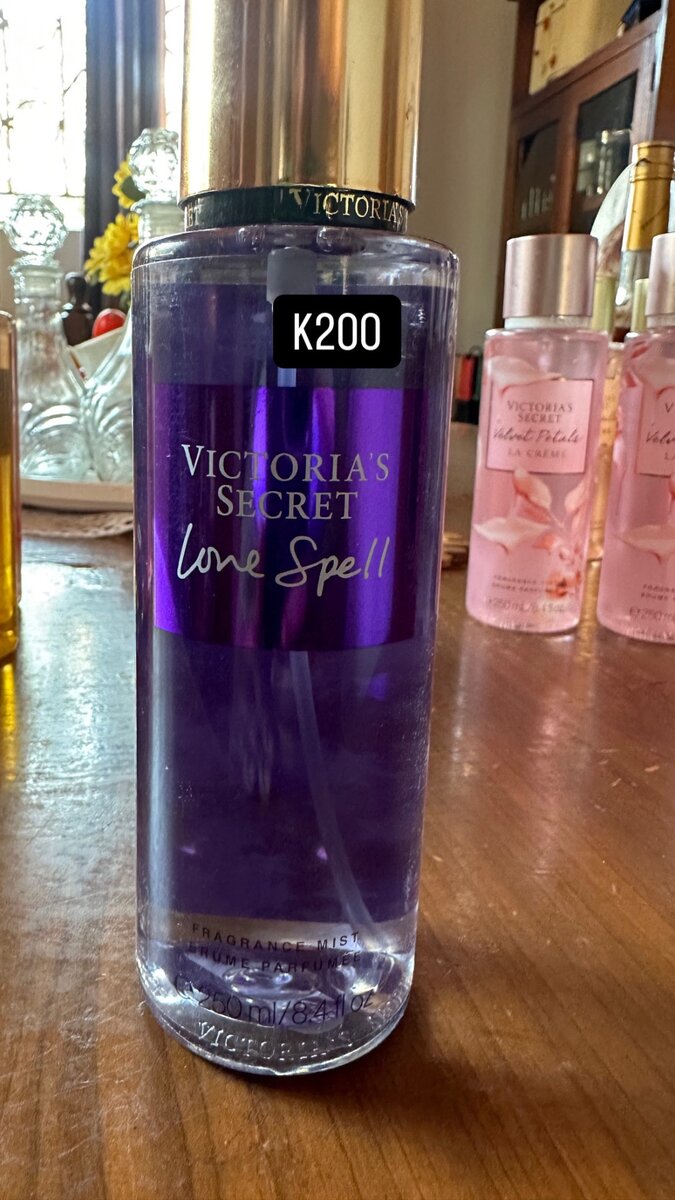 VICTORIA'S
K200
VICTORIA'S
SECRET
Love Spell
FRAGRANCE MIST
BRUME PARFUMÉE
℮250 ml/8.4 fl oz
VICTORIA'S
VICTORIA'S
SECRET
Velvet Petals
LA CRÈME